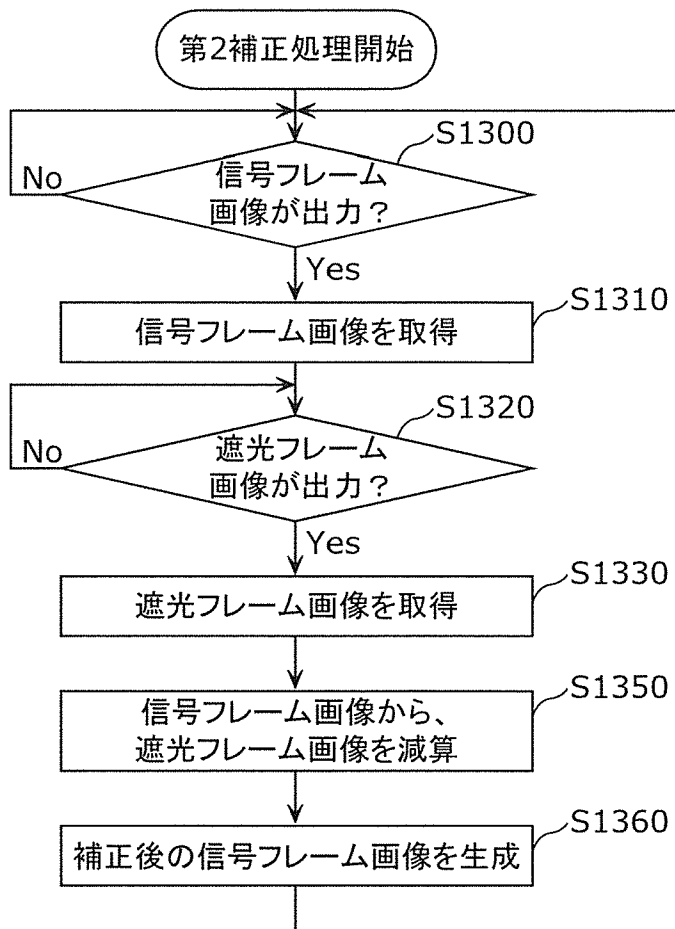 第2補正処理開始
S1300
信号フレーム
画像が出力？
No
Yes
S1310
信号フレーム画像を取得
S1320
遮光フレーム
画像が出力？
No
Yes
S1330
遮光フレーム画像を取得
S1350
信号フレーム画像から、
遮光フレーム画像を減算
S1360
補正後の信号フレーム画像を生成